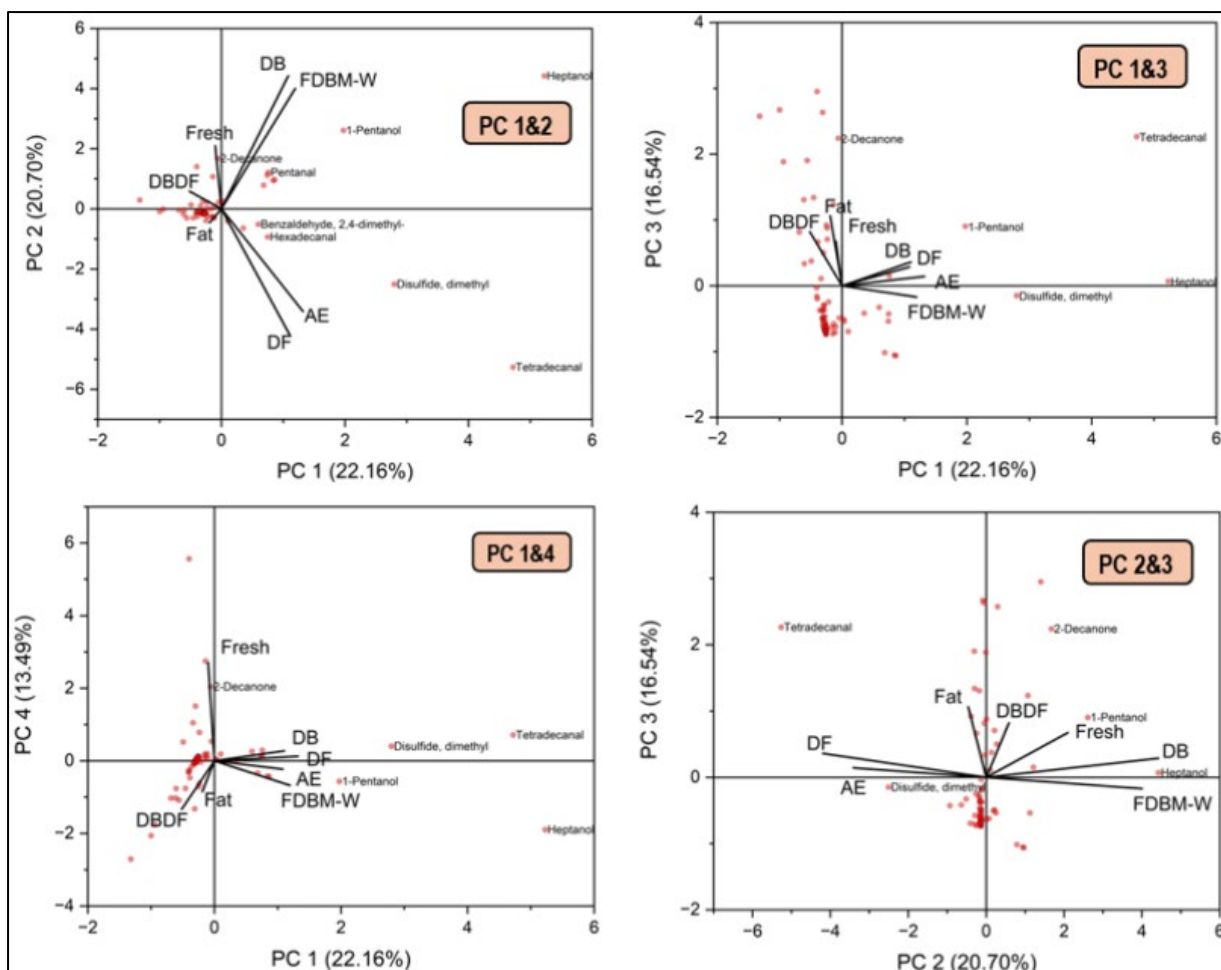 PC 1&2
6
4
2
0
−2
−4
−6
PC 2 (20.70%)
DB
FDBM-W
Heptanol
1-Pentanol
Fresh
2-Decanone
Pentanal
DBDF
Benzaldehyde, 2,4-dimethyl-
Fat
Hexadecanal
Disulfide, dimethyl
AE
DF
Tetradecanal
−2 0 2 4 6
PC 1 (22.16%)
PC 1&3
4
2
0
−2
PC 3 (16.54%)
2-Decanone
Tetradecanal
Fat
1-Pentanol
DBDF
Fresh
DB
DF
AE
Heptanol
Disulfide, dimethyl
FDBM-W
−2 0 2 4 6
PC 1 (22.16%)
PC 1&4
6
4
2
0
−2
−4
PC 4 (13.49%)
Fresh
2-Decanone
Tetradecanal
DB
Disulfide, dimethyl
DF
AE
1-Pentanol
Fat
FDBM-W
DBDF
Heptanol
−2 0 2 4 6
PC 1 (22.16%)
PC 2&3
4
2
0
−2
PC 3 (16.54%)
Tetradecanal
2-Decanone
Fat
DBDF
1-Pentanol
Fresh
DF
DB
Heptanol
AE
Disulfide, dimethyl
FDBM-W
−6 −4 −2 0 2 4 6
PC 2 (20.70%)